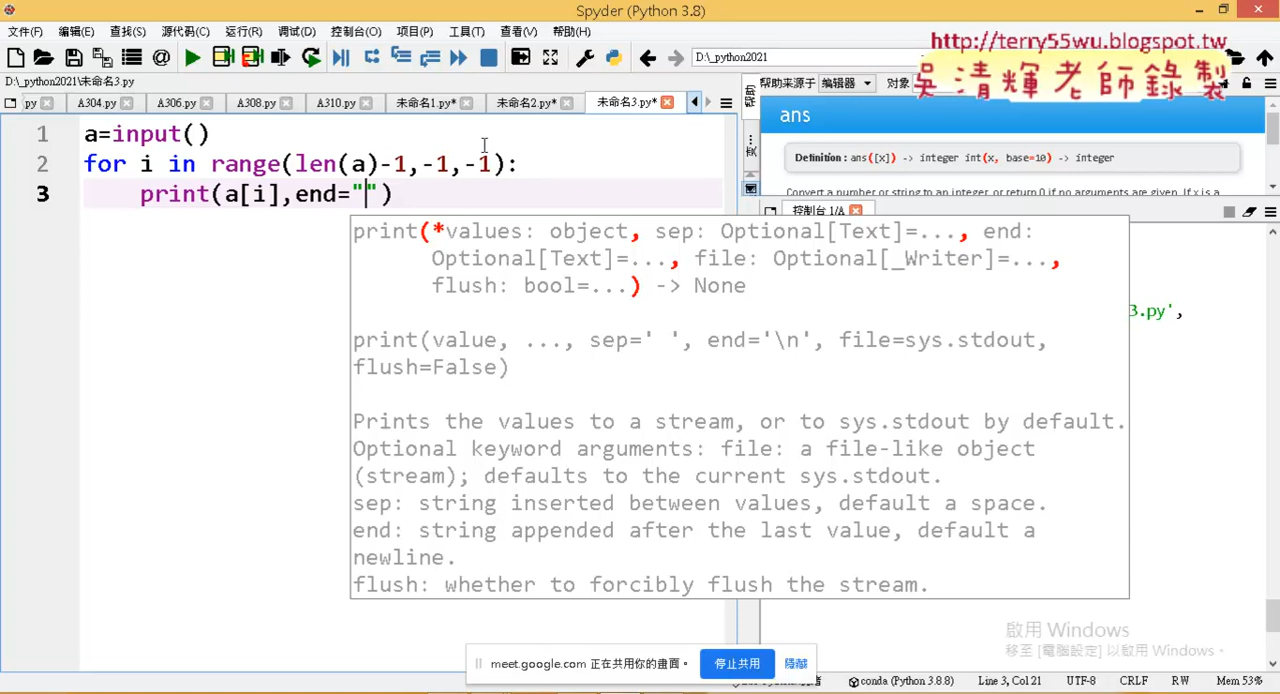 Spyder (Python 3.8)
文件(F) 编辑(E) 查找(S) 源代码(C) 运行(R) 调试(D) 控制台(O) 项目(P) 工具(T) 查看(V) 帮助(H)
D:\_python2021
http://terry55wu.blogspot.tw
吳清輝老師錄製
D:\_python2021\未命名3.py
py A304.py A306.py A308.py A310.py 未命名1.py* 未命名2.py* 未命名3.py*
帮助来源于 编辑器 对象
1 a=input()
2 for i in range(len(a)-1,-1,-1):
3 print(a[i],end="")
ans
Definition: ans([x]) -> integer int(x, base=10) -> integer
Convert a number or string to an integer, or return 0 if no arguments are given. If x is a
控制台 1/A
3.py',
print(*values: object, sep: Optional[Text]=..., end:
Optional[Text]=..., file: Optional[_Writer]=...,
flush: bool=...) -> None
print(value, ..., sep=' ', end='\n', file=sys.stdout,
flush=False)
Prints the values to a stream, or to sys.stdout by default.
Optional keyword arguments: file: a file-like object
(stream); defaults to the current sys.stdout.
sep: string inserted between values, default a space.
end: string appended after the last value, default a
newline.
flush: whether to forcibly flush the stream.
啟用 Windows
移至 [電腦設定] 以啟用 Windows。
meet.google.com 正在共用你的畫面。 停止共用 隱藏
conda (Python 3.8.8) Line 3, Col 21 UTF-8 CRLF RW Mem 53%